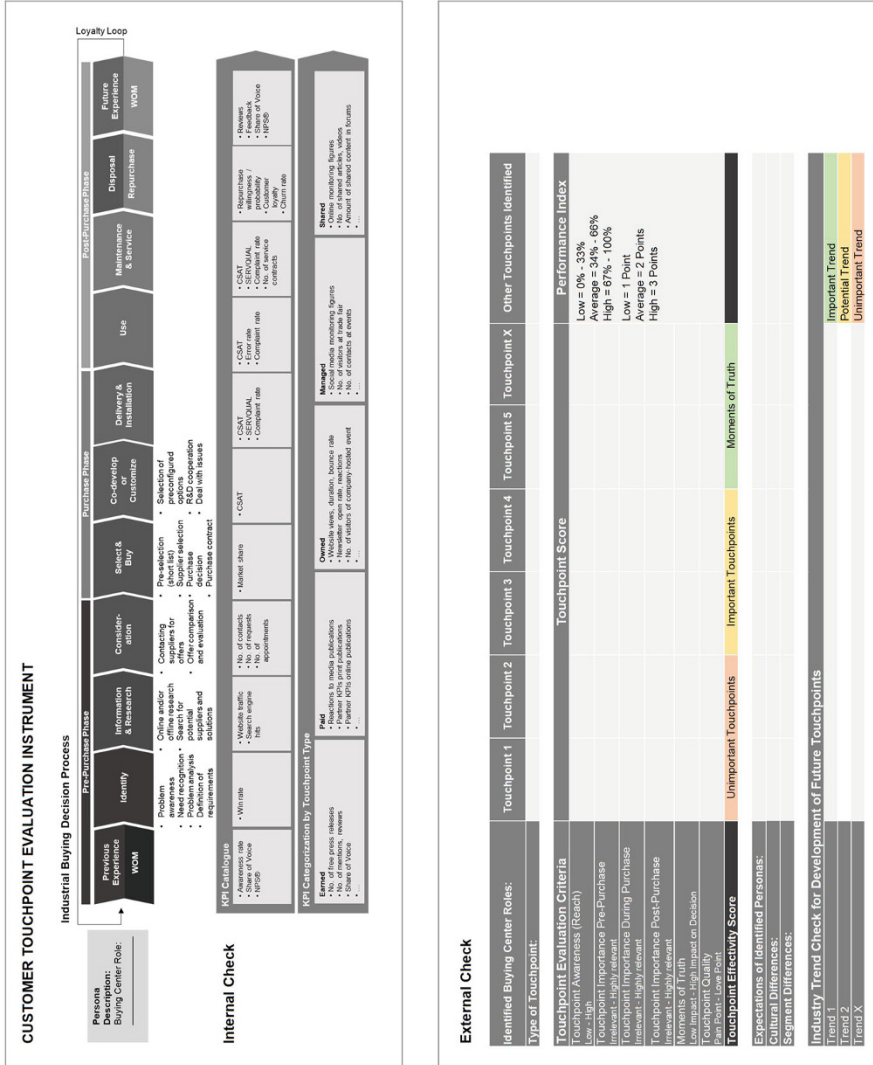 CUSTOMER TOUCHPOINT EVALUATION INSTRUMENT
Industrial Buying Decision Process
Loyalty Loop
Persona
Description:
Buying Center Role:
Pre-Purchase Phase
Purchase Phase
Post-Purchase Phase
Previous
Experience
WOM
Identify
Information
& Research
Consider-
ation
Select &
Buy
Co-develop
or
Customize
Delivery &
Installation
Use
Maintenance
& Service
Disposal
Repurchase
Future
Experience
WOM
• Problem
awareness
• Need recognition
• Problem analysis
• Definition of
requirements
• Online and/or
offline research
• Search for
potential
suppliers and
solutions
• Contacting
suppliers for
offers
• Offer comparison
and evaluation
• Pre-selection
(short list)
• Supplier selection
• Purchase
decision
• Purchase contract
• Selection of
preconfigured
options
• R&D cooperation
• Deal with issues
Internal Check
KPI Catalogue
• Awareness rate
• Share of Voice
• NPS®
• Win rate
• Website traffic
• Search engine
hits
• No. of contacts
• No. of requests
• No. of
appointments
• Market share
• CSAT
• CSAT
• SERVQUAL
• Complaint rate
• CSAT
• Error rate
• Complaint rate
• CSAT
• SERVQUAL
• Complaint rate
• No. of service
contracts
• Repurchase
willingness /
probability
• Customer
loyalty
• Churn rate
• Reviews
• Feedback
• Share of Voice
• NPS®
KPI Categorization by Touchpoint Type
Earned
• No. of free press releases
• No. of mentions, reviews
• Share of Voice
• ...
Paid
• Reactions to media publications
• Partner KPIs print publications
• Partner KPIs online publications
• ...
Owned
• Website views, duration, bounce rate
• Newsletter open rate, reactions
• No. of visitors of company-hosted event
• ...
Managed
• Social media monitoring figures
• No. of visitors at trade fair
• No. of contacts at events
• ...
Shared
• Online monitoring figures
• No. of shared articles, videos
• Amount of shared content in forums
• ...
External Check
Identified Buying Center Roles:
Touchpoint 1
Touchpoint 2
Touchpoint 3
Touchpoint 4
Touchpoint 5
Touchpoint X
Other Touchpoints Identified
Type of Touchpoint:
Touchpoint Evaluation Criteria
Touchpoint Score
Performance Index
Touchpoint Awareness (Reach)
Low - High
Touchpoint Importance Pre-Purchase
Irrelevant - Highly relevant
Touchpoint Importance During Purchase
Irrelevant - Highly relevant
Touchpoint Importance Post-Purchase
Irrelevant - Highly relevant
Moments of Truth
Low Impact - High Impact on Decision
Touchpoint Quality
Pain Point - Love Point
Low = 0% - 33%
Average = 34% - 66%
High = 67% - 100%
Low = 1 Point
Average = 2 Points
High = 3 Points
Touchpoint Effectivity Score
Unimportant Touchpoints
Important Touchpoints
Moments of Truth
Expectations of Identified Personas:
Cultural Differences:
Segment Differences:
Industry Trend Check for Development of Future Touchpoints
Trend 1
Important Trend
Trend 2
Potential Trend
Trend X
Unimportant Trend